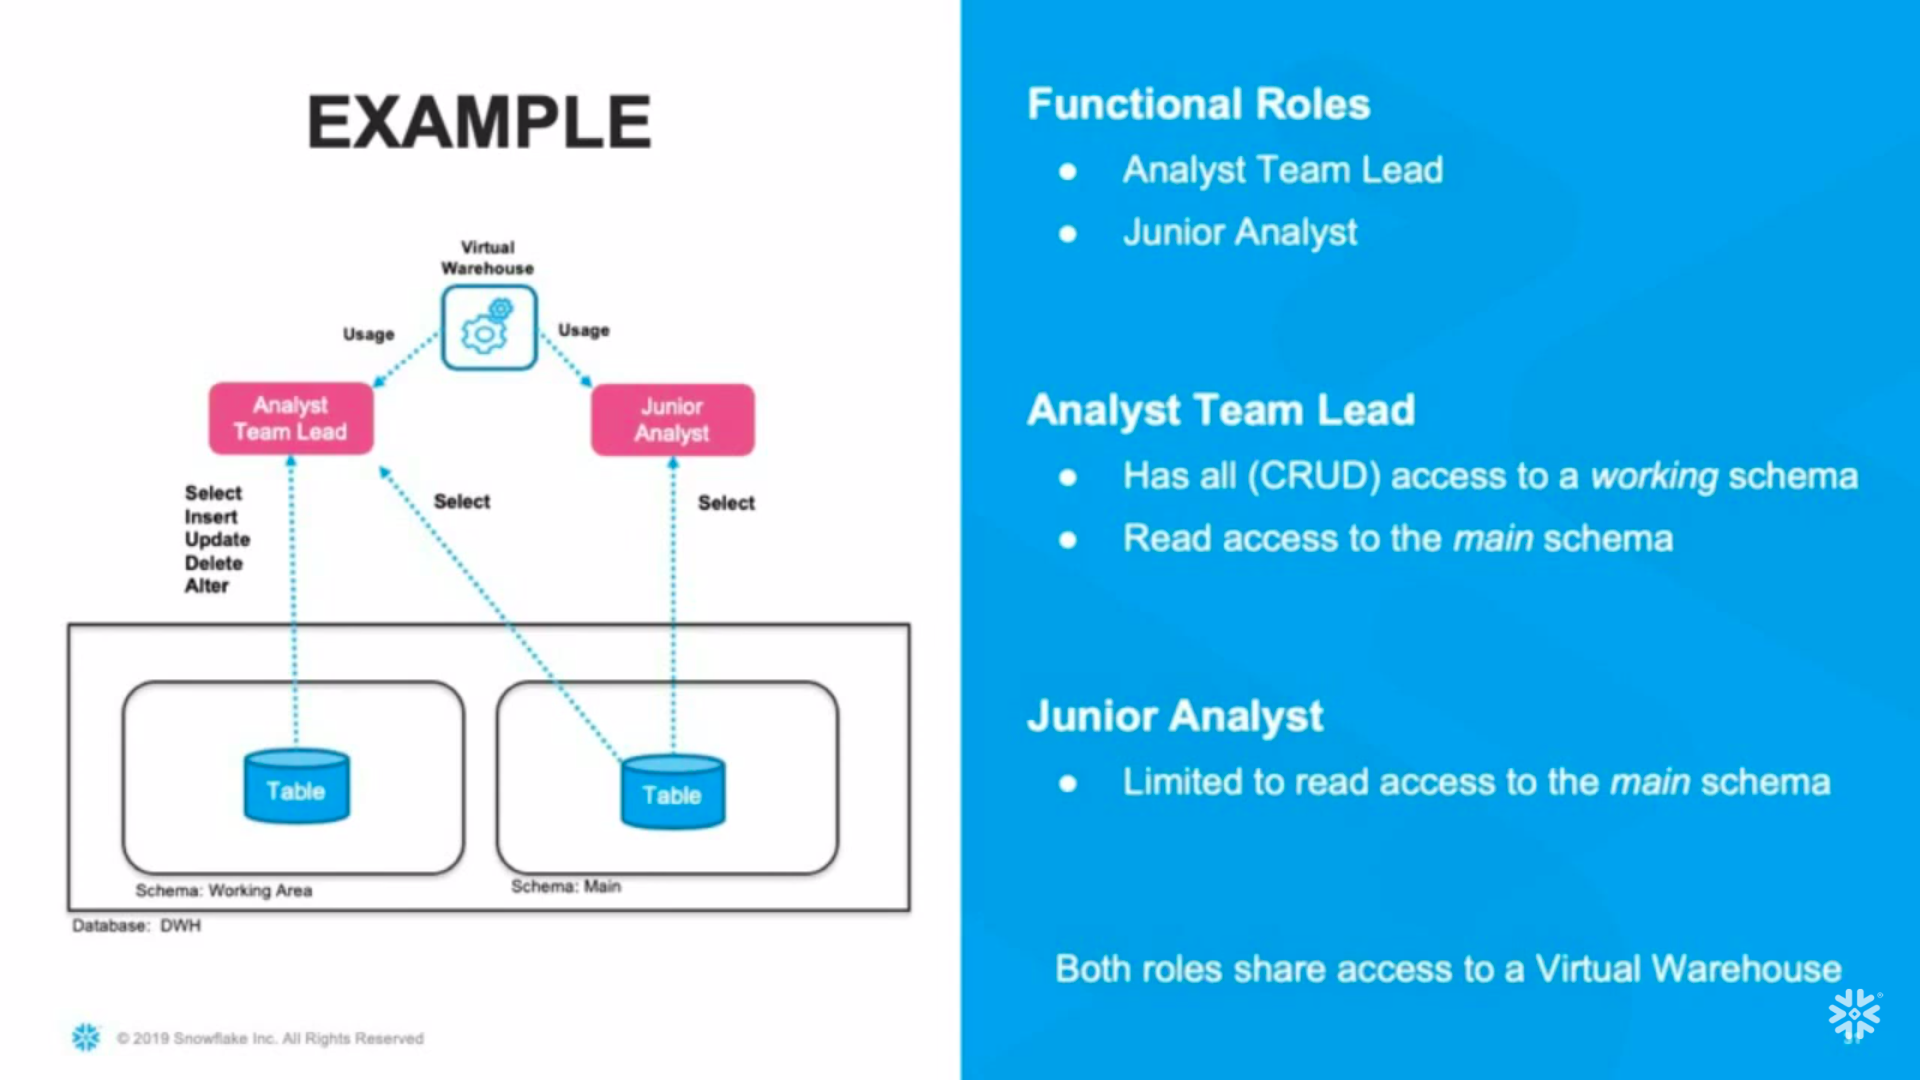 EXAMPLE
Virtual
Warehouse
Usage
Usage
Analyst
Team Lead
Junior
Analyst
Select
Insert
Update
Delete
Alter
Select
Select
Table
Table
Schema: Working Area
Schema: Main
Database: DWH
© 2019 Snowflake Inc. All Rights Reserved
Functional Roles
● Analyst Team Lead
● Junior Analyst
Analyst Team Lead
● Has all (CRUD) access to a working schema
● Read access to the main schema
Junior Analyst
● Limited to read access to the main schema
Both roles share access to a Virtual Warehouse